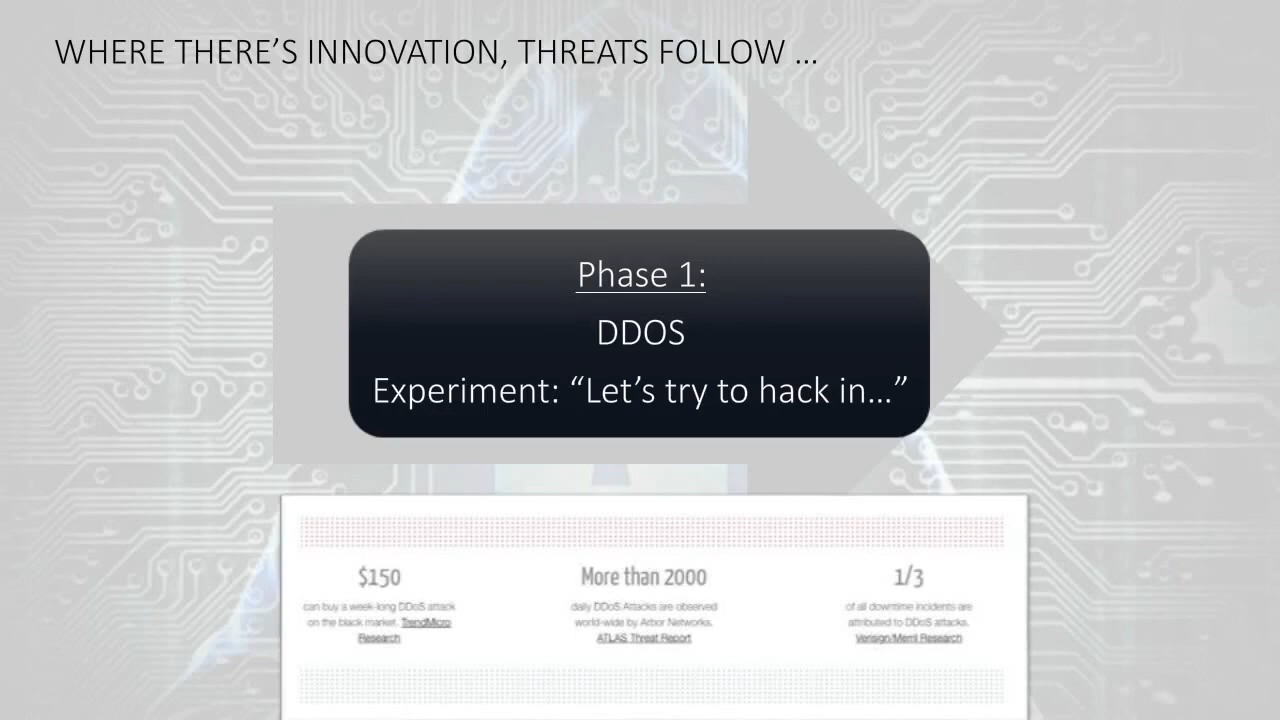 WHERE THERE’S INNOVATION, THREATS FOLLOW …
Phase 1:
DDOS
Experiment: “Let’s try to hack in…”
$150
can buy a week-long DDoS attack
on the black market. TrendMicro
Research
More than 2000
daily DDoS Attacks are observed
world-wide by Arbor Networks.
ATLAS Threat Report
1/3
of all downtime incidents are
attributed to DDoS attacks.
Verisign/Merril Research